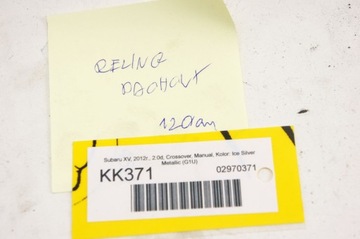 RELING
DACHOWY
120cm
Subaru XV, 2012r., 2.0d, Crossover, Manual, Kolor: Ice Silver
Metallic (G1U)
KK371
02970371